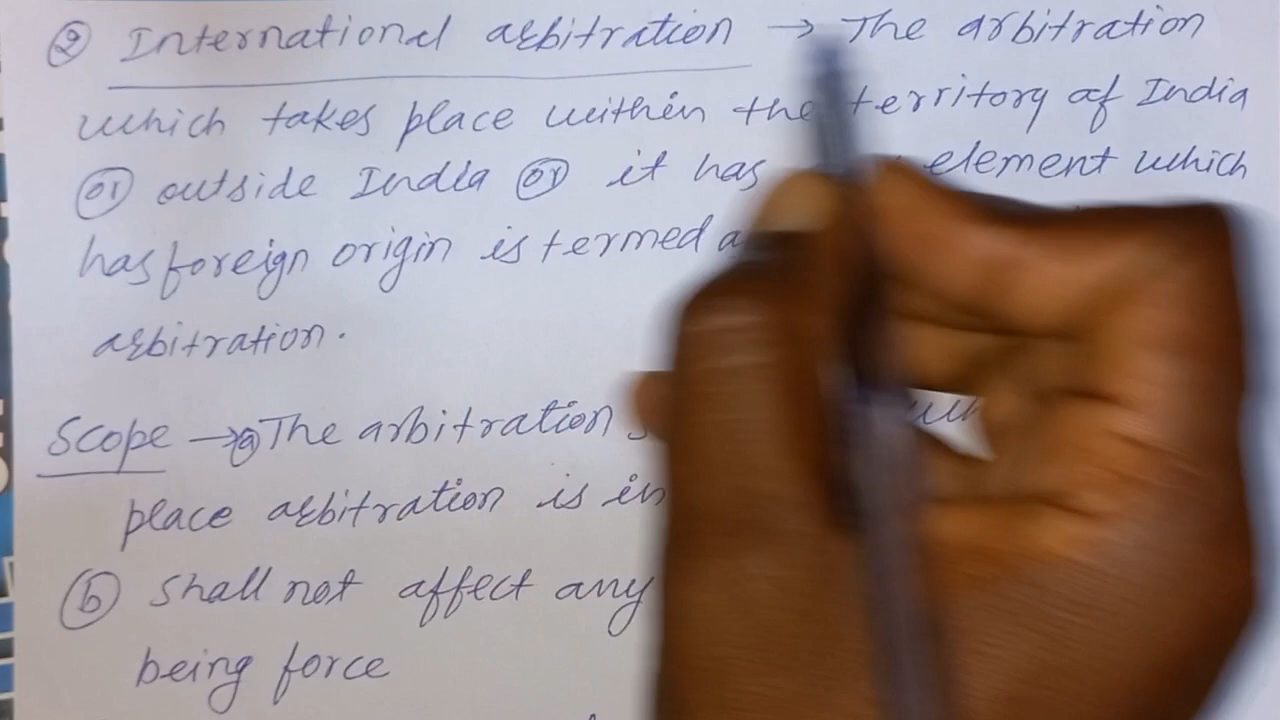 ② International arbitration → The arbitration
which takes place within the territory of India
or outside India or it has element which
has foreign origin is termed
arbitration.
Scope → ⓐ The arbitration
place arbitration is
ⓑ shall not affect any
being force